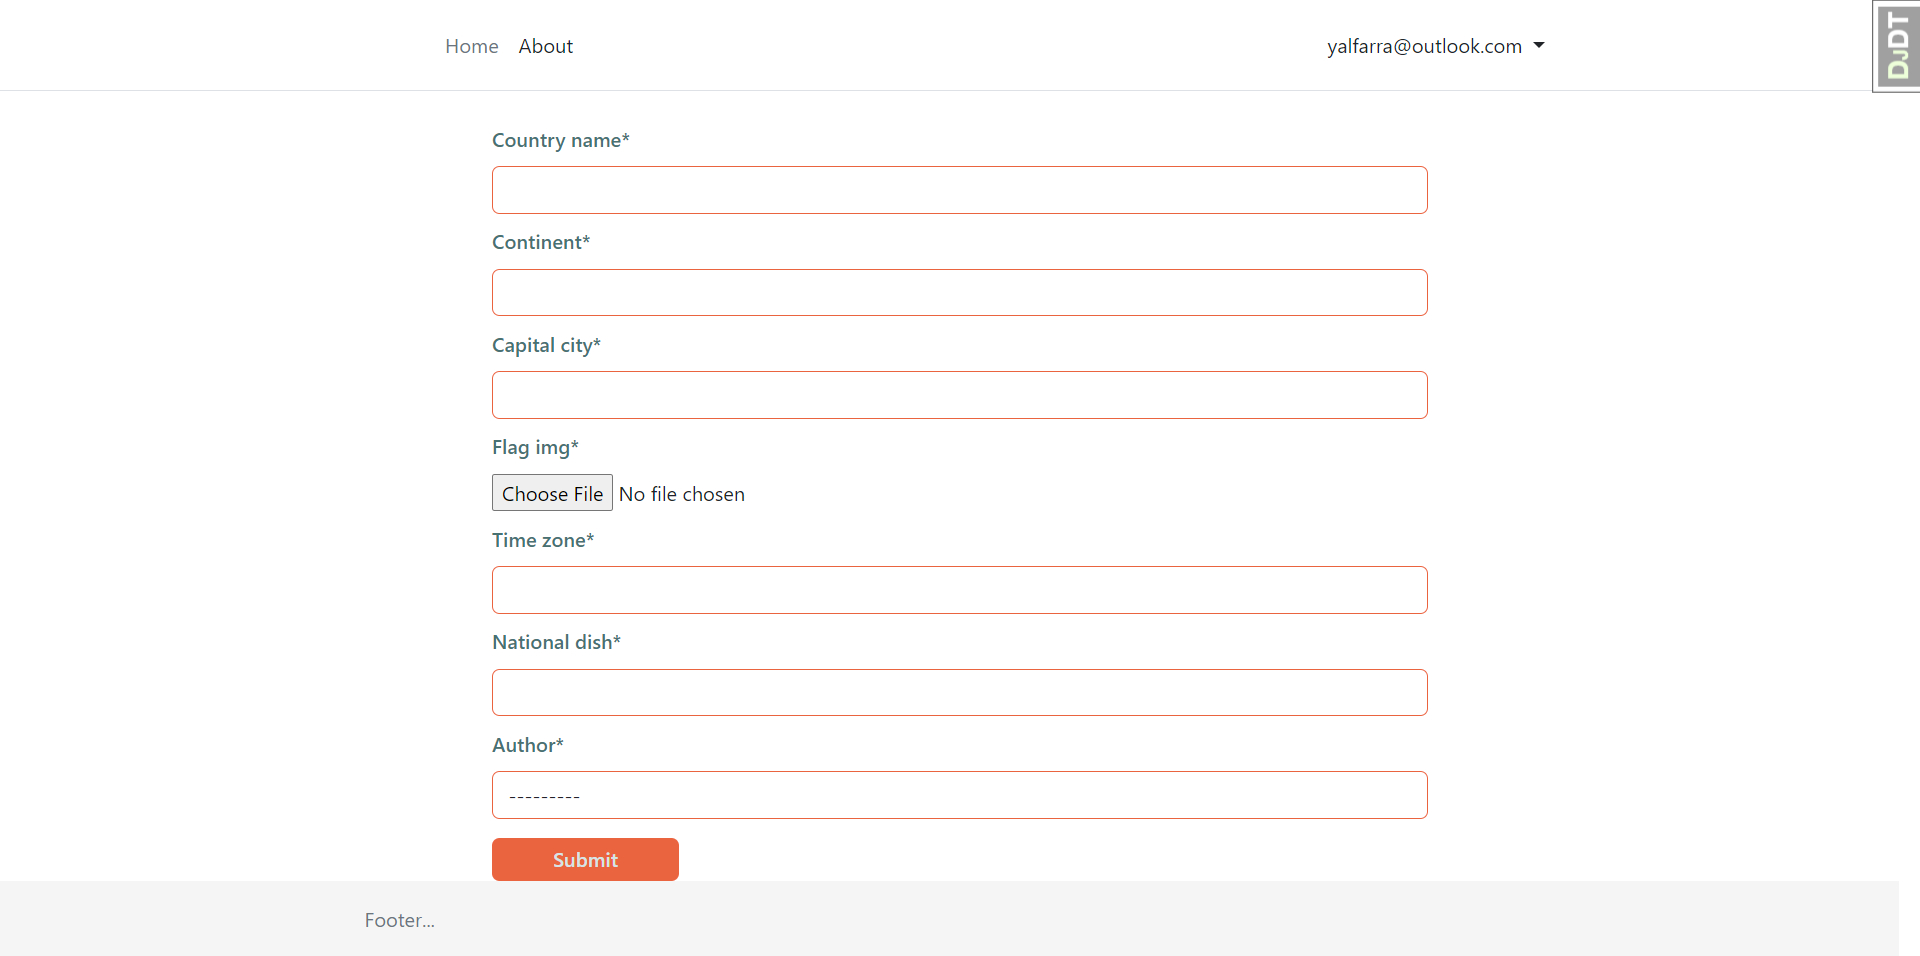 Home About yalfarra@outlook.com
DJDT
Country name*
Continent*
Capital city*
Flag img*
Choose File No file chosen
Time zone*
National dish*
Author*
---------
Submit
Footer...